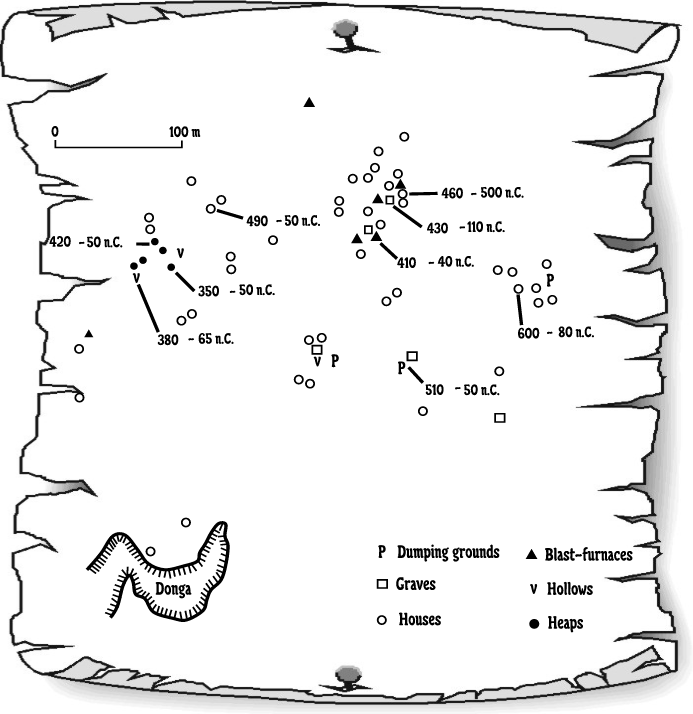 0 100 m
460 - 500 n.C.
490 - 50 n.C.
430 - 110 n.C.
420 - 50 n.C.
V
410 - 40 n.C.
V
350 - 50 n.C.
P
380 - 65 n.C.
600 - 80 n.C.
V P
P
510 - 50 n.C.
P Dumping grounds
Blast-furnaces
Graves
V Hollows
Donga
Houses
Heaps